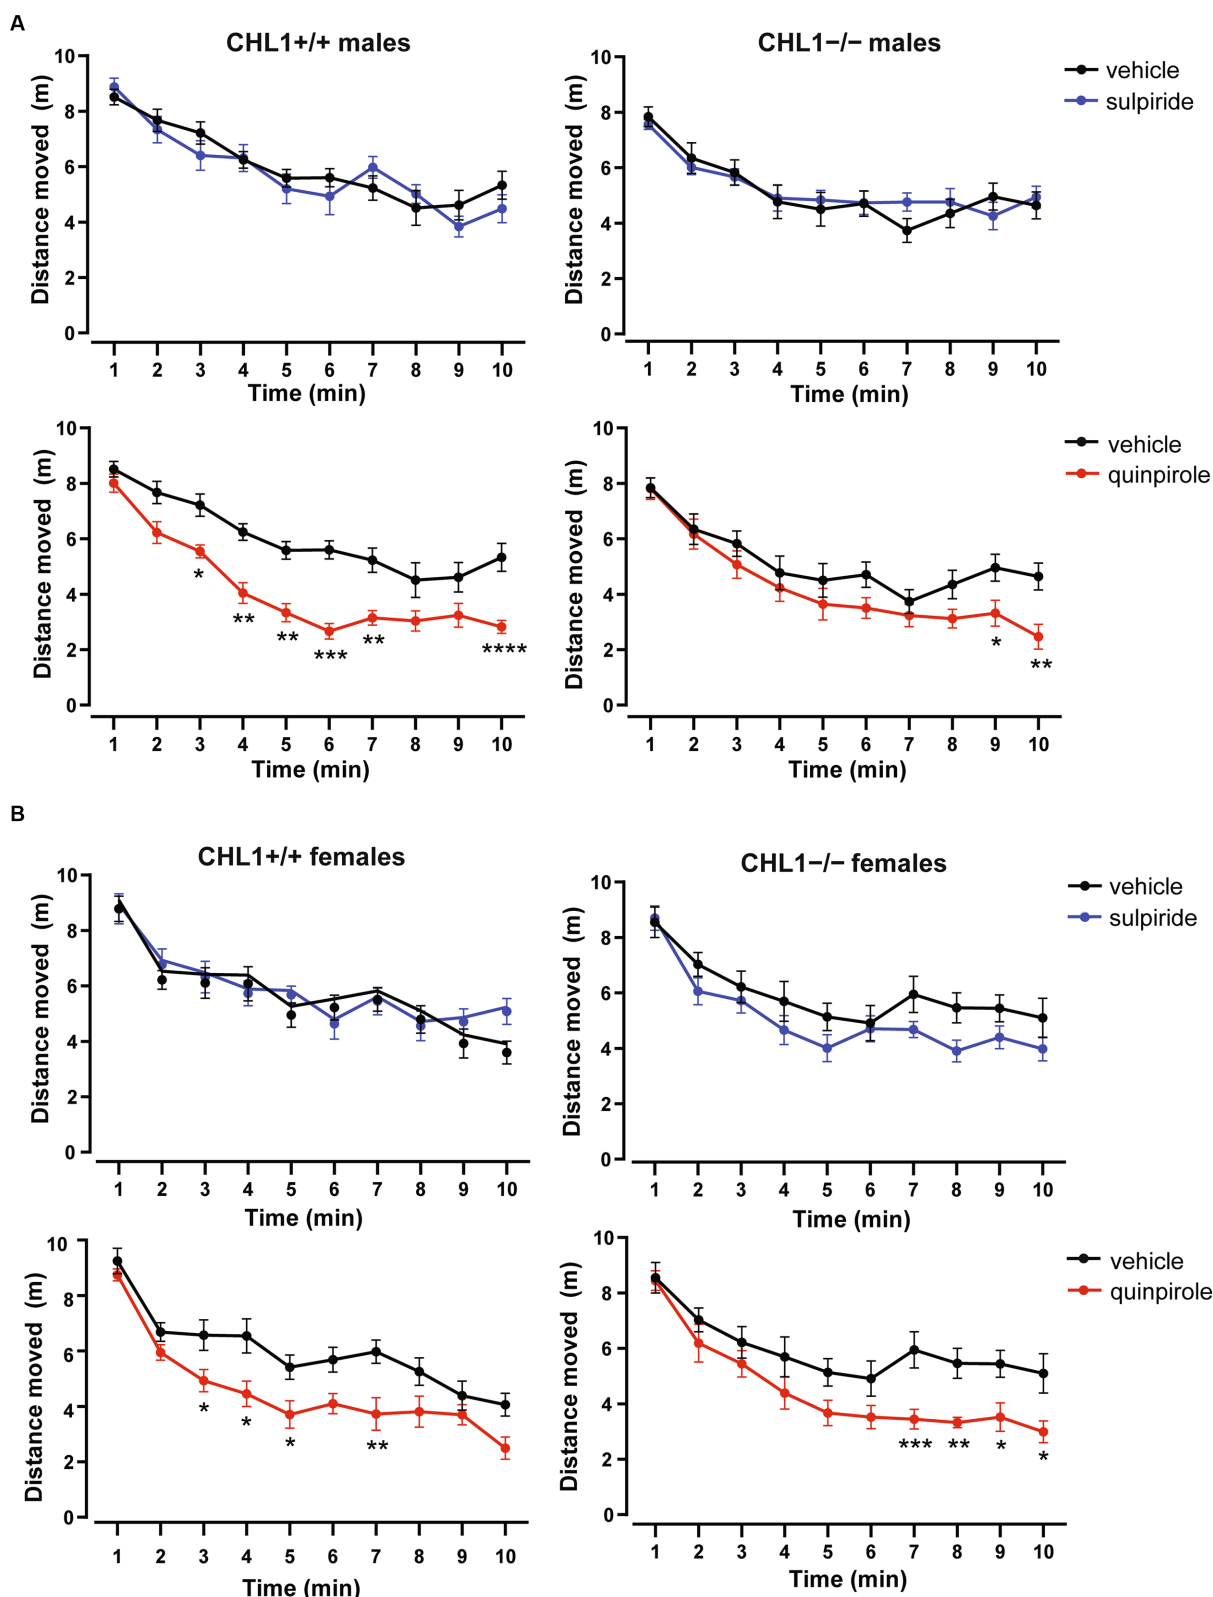 A
CHL1+/+ males
CHL1−/− males
vehicle
sulpiride
Distance moved (m)
10
8
6
4
2
0
1 2 3 4 5 6 7 8 9 10
Time (min)
Distance moved (m)
10
8
6
4
2
0
1 2 3 4 5 6 7 8 9 10
Time (min)
vehicle
quinpirole
Distance moved (m)
10
8
6
4
2
0
* ** ** *** ** ****
1 2 3 4 5 6 7 8 9 10
Time (min)
Distance moved (m)
10
8
6
4
2
0
* **
1 2 3 4 5 6 7 8 9 10
Time (min)
B
CHL1+/+ females
CHL1−/− females
vehicle
sulpiride
Distance moved (m)
10
8
6
4
2
0
1 2 3 4 5 6 7 8 9 10
Time (min)
Distance moved (m)
10
8
6
4
2
0
1 2 3 4 5 6 7 8 9 10
Time (min)
vehicle
quinpirole
Distance moved (m)
10
8
6
4
2
0
* * * **
1 2 3 4 5 6 7 8 9 10
Time (min)
Distance moved (m)
10
8
6
4
2
0
*** ** * *
1 2 3 4 5 6 7 8 9 10
Time (min)